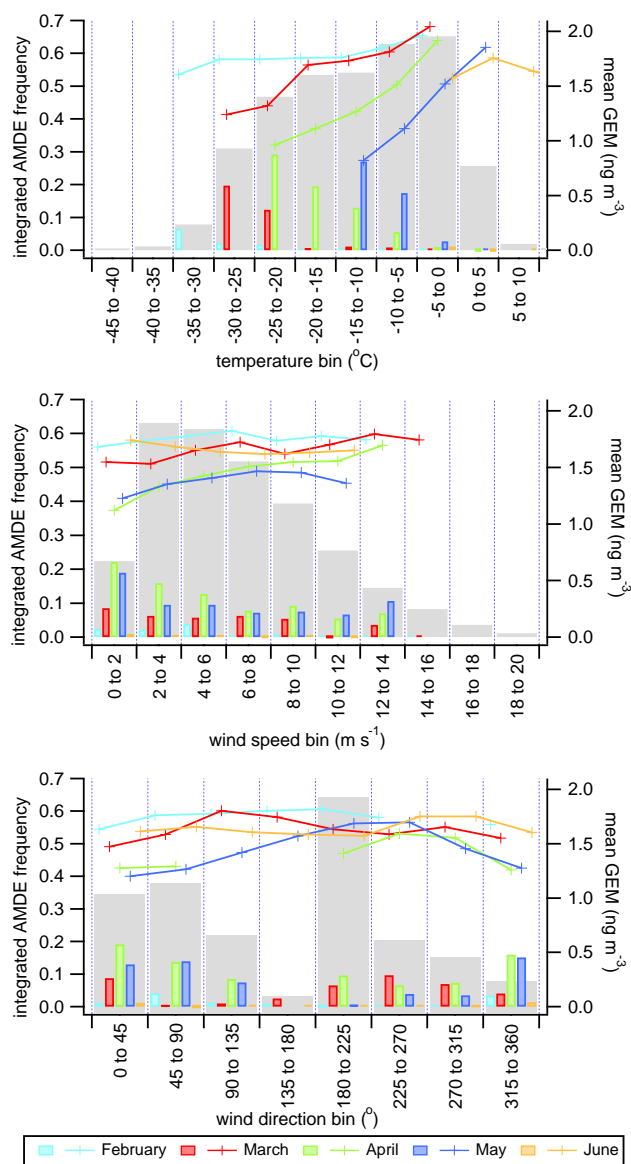 0.7
0.6
0.5
0.4
0.3
0.2
0.1
0.0
integrated AMDE frequency
2.0
1.5
1.0
0.5
0.0
mean GEM
(ng m-3)
-45 to -40
-40 to -35
-35 to -30
-30 to -25
-25 to -20
-20 to -15
-15 to -10
-10 to -5
-5 to 0
0 to 5
5 to 10
temperature bin (oC)
0.7
0.6
0.5
0.4
0.3
0.2
0.1
0.0
integrated AMDE frequency
2.0
1.5
1.0
0.5
0.0
mean GEM (ng m-3)
0 to 2
2 to 4
4 to 6
6 to 8
8 to 10
10 to 12
12 to 14
14 to 16
16 to 18
18 to 20
wind speed bin (m s-1)
0.7
0.6
0.5
0.4
0.3
0.2
0.1
0.0
integrated AMDE frequency
2.0
1.5
1.0
0.5
0.0
mean GEM (ng m-3)
0 to 45
45 to 90
90 to 135
135 to 180
180 to 225
225 to 270
270 to 315
315 to 360
wind direction bin (o)
February March April May June